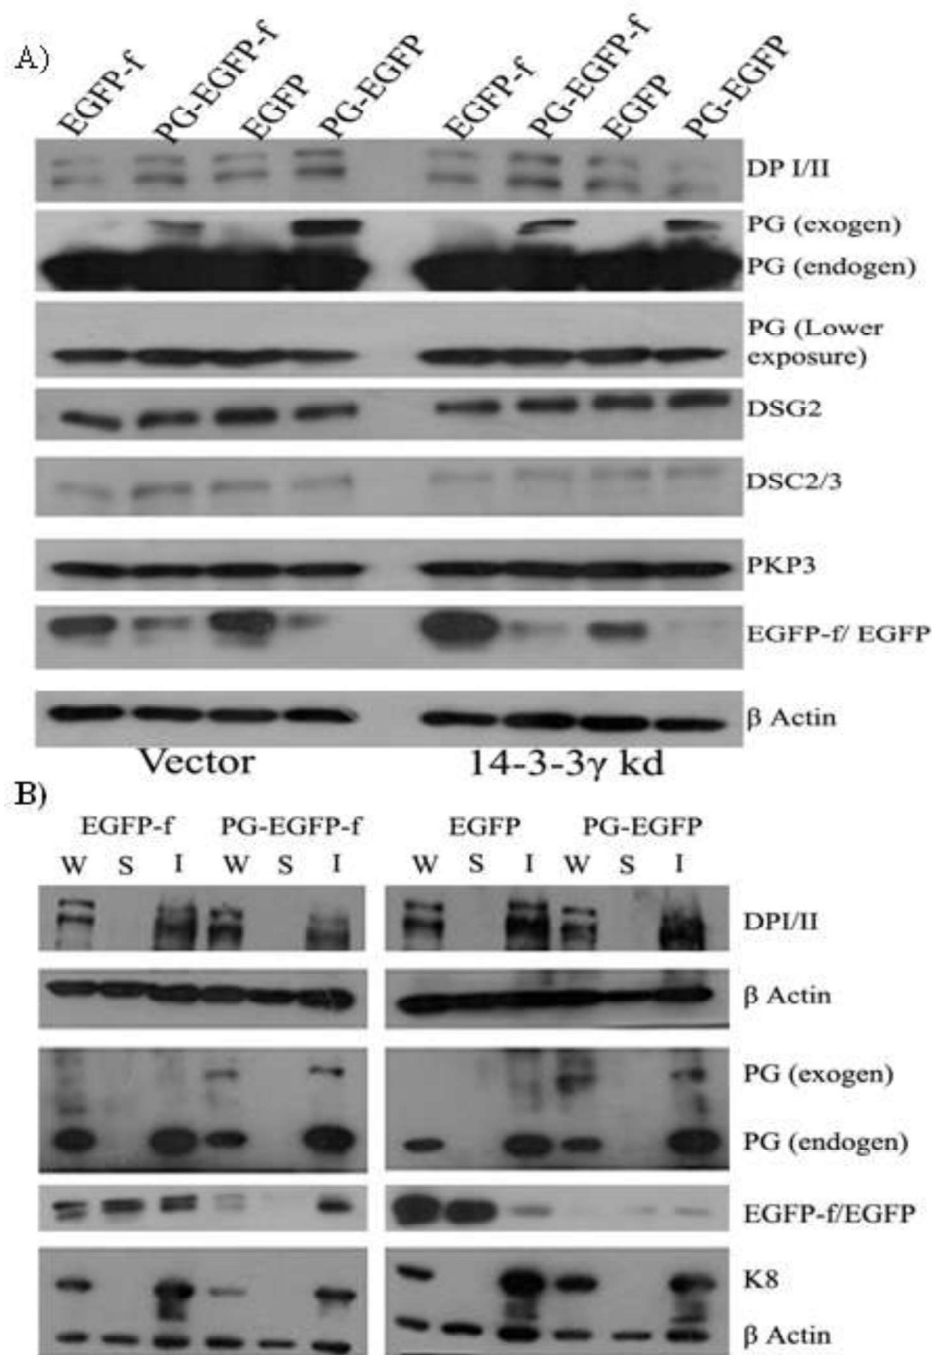 A)
EGFP-f PG-EGFP-f EGFP PG-EGFP EGFP-f PG-EGFP-f EGFP PG-EGFP
DP I/II
PG (exogen)
PG (endogen)
PG (Lower
exposure)
DSG2
DSC2/3
PKP3
EGFP-f/ EGFP
β Actin
Vector 14-3-3γ kd
B)
EGFP-f PG-EGFP-f EGFP PG-EGFP
W S I W S I W S I W S I
DPI/II
β Actin
PG (exogen)
PG (endogen)
EGFP-f/EGFP
K8
β Actin